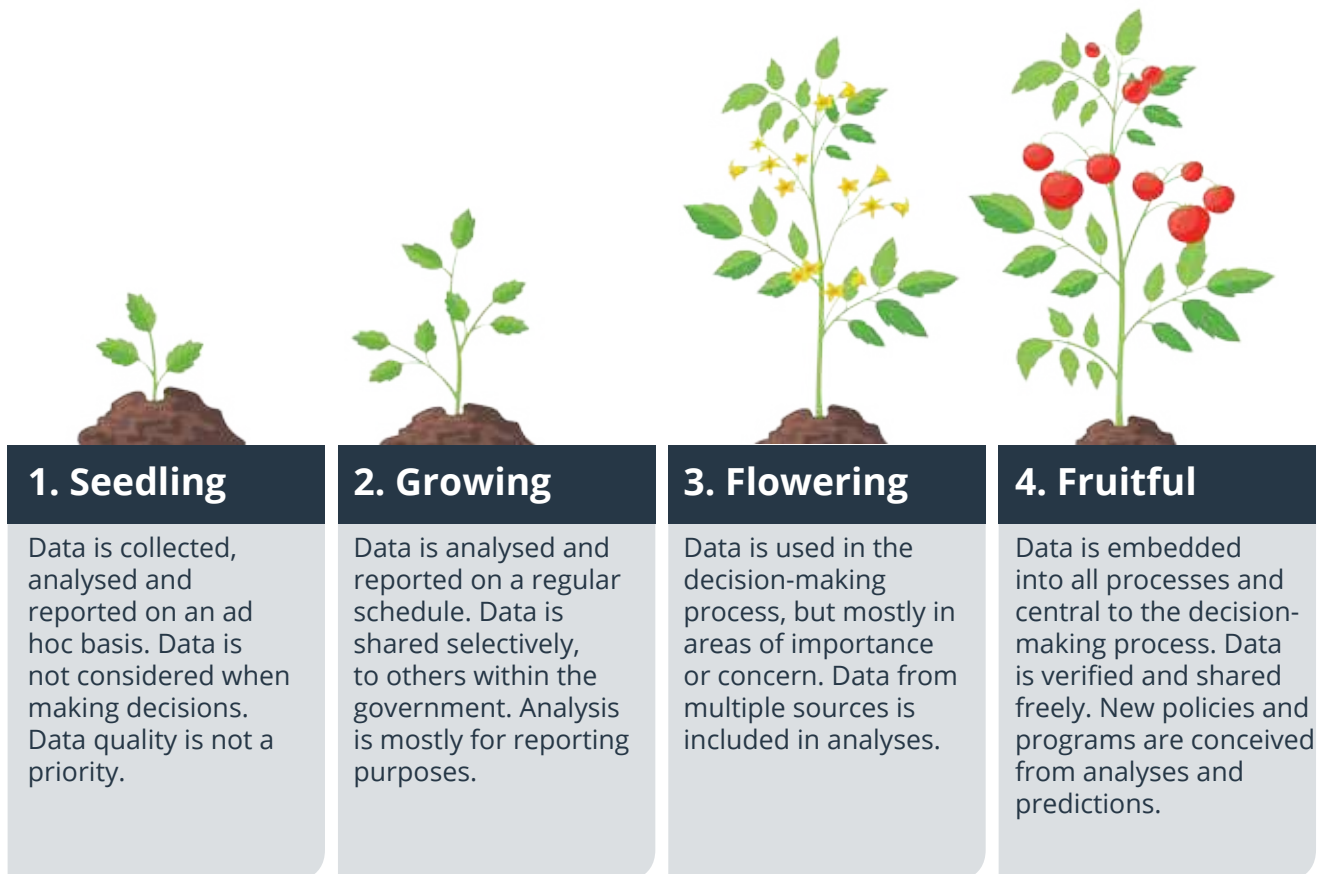 1. Seedling
Data is collected,
analysed and
reported on an ad
hoc basis. Data is
not considered when
making decisions.
Data quality is not a
priority.
2. Growing
Data is analysed and
reported on a regular
schedule. Data is
shared selectively,
to others within the
government. Analysis
is mostly for reporting
purposes.
3. Flowering
Data is used in the
decision-making
process, but mostly in
areas of importance
or concern. Data from
multiple sources is
included in analyses.
4. Fruitful
Data is embedded
into all processes and
central to the decision-
making process. Data
is verified and shared
freely. New policies and
programs are conceived
from analyses and
predictions.